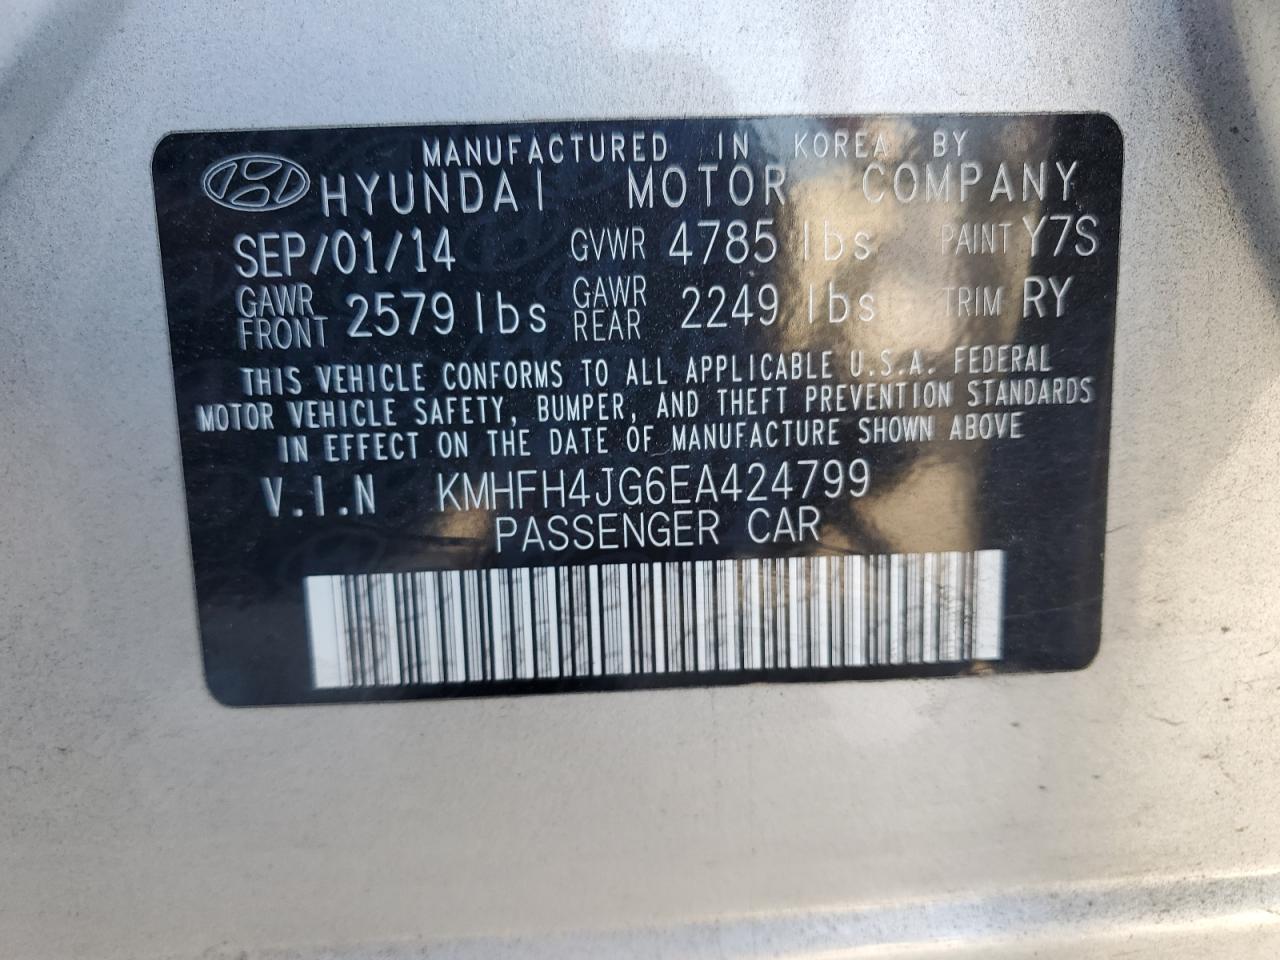 MANUFACTURED IN KOREA BY
HYUNDAI MOTOR COMPANY
SEP/01/14 GVWR 4785 lbs PAINT Y7S
GAWR FRONT 2579 lbs GAWR REAR 2249 lbs TRIM RY
THIS VEHICLE CONFORMS TO ALL APPLICABLE U.S.A. FEDERAL
MOTOR VEHICLE SAFETY, BUMPER, AND THEFT PREVENTION STANDARDS
IN EFFECT ON THE DATE OF MANUFACTURE SHOWN ABOVE
V.I.N KMHFH4JG6EA424799
PASSENGER CAR